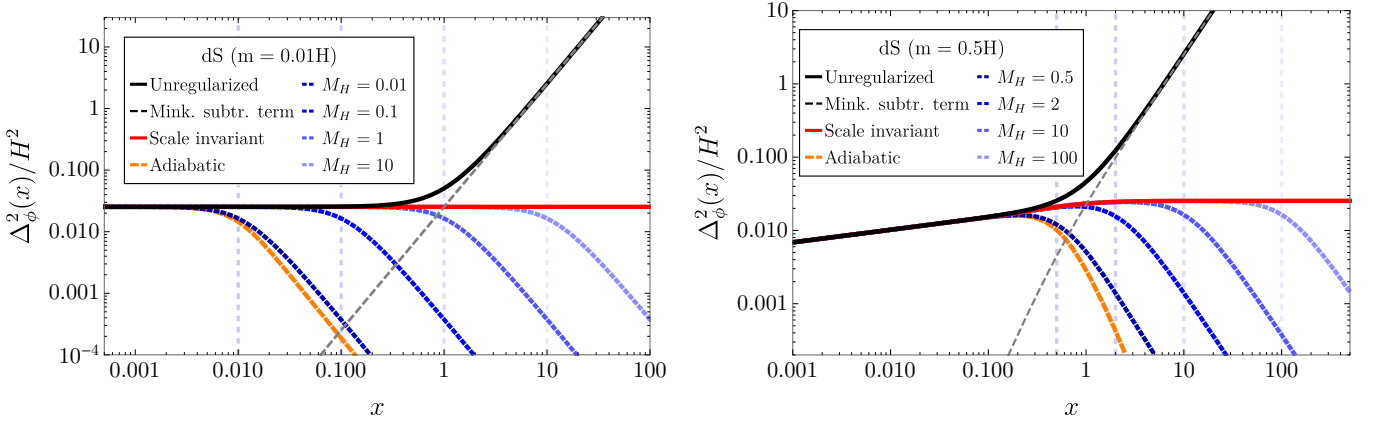 10
1
0.100
0.010
0.001
10⁻⁴
Δ²ϕ(x)/H²
dS (m = 0.01H)
Unregularized
Mink. subtr. term
Scale invariant
Adiabatic
M_H = 0.01
M_H = 0.1
M_H = 1
M_H = 10
0.001
0.010
0.100
1
10
100
x
10
1
0.100
0.010
0.001
Δ²ϕ(x)/H²
dS (m = 0.5H)
Unregularized
Mink. subtr. term
Scale invariant
Adiabatic
M_H = 0.5
M_H = 2
M_H = 10
M_H = 100
0.001
0.010
0.100
1
10
100
x